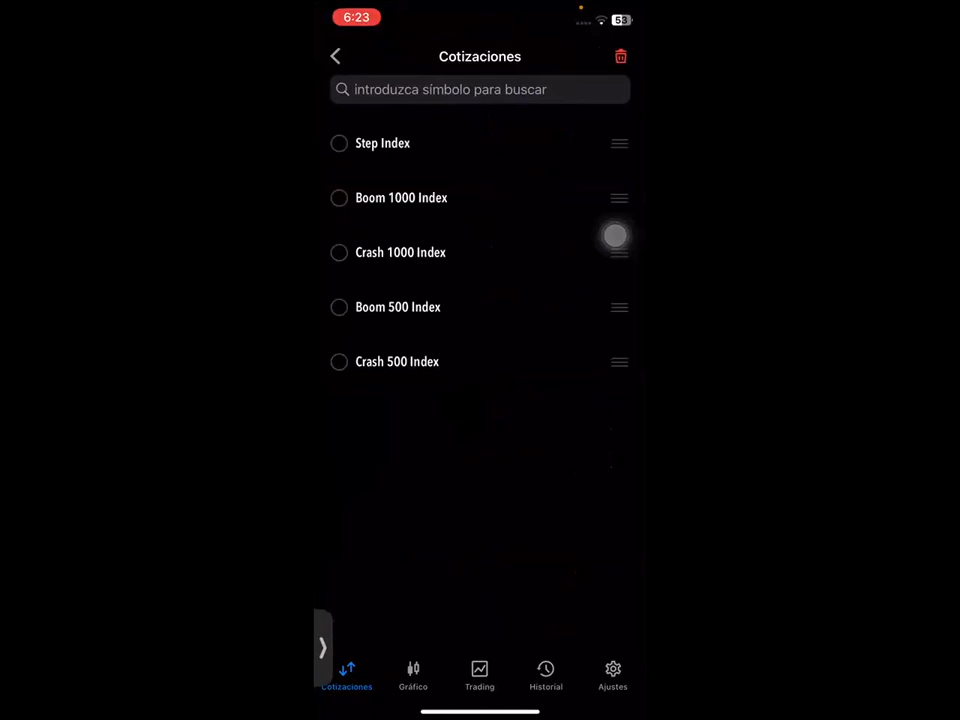 6:23
53
Cotizaciones
introduzca símbolo para buscar
Step Index
Boom 1000 Index
Crash 1000 Index
Boom 500 Index
Crash 500 Index
Cotizaciones
Gráfico
Trading
Historial
Ajustes